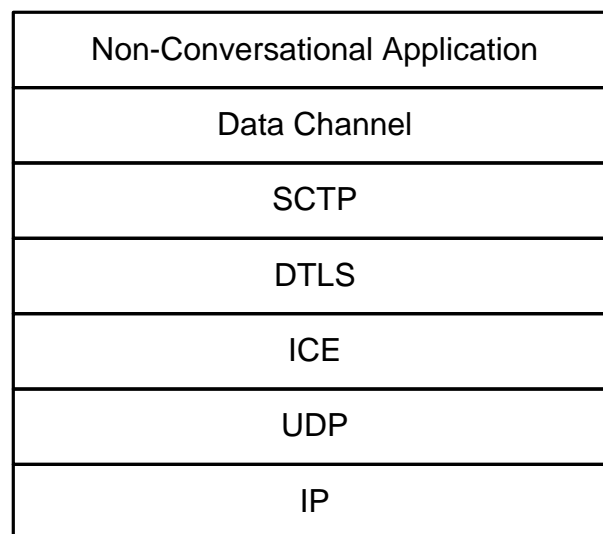 Non-Conversational Application
Data Channel
SCTP
DTLS
ICE
UDP
IP